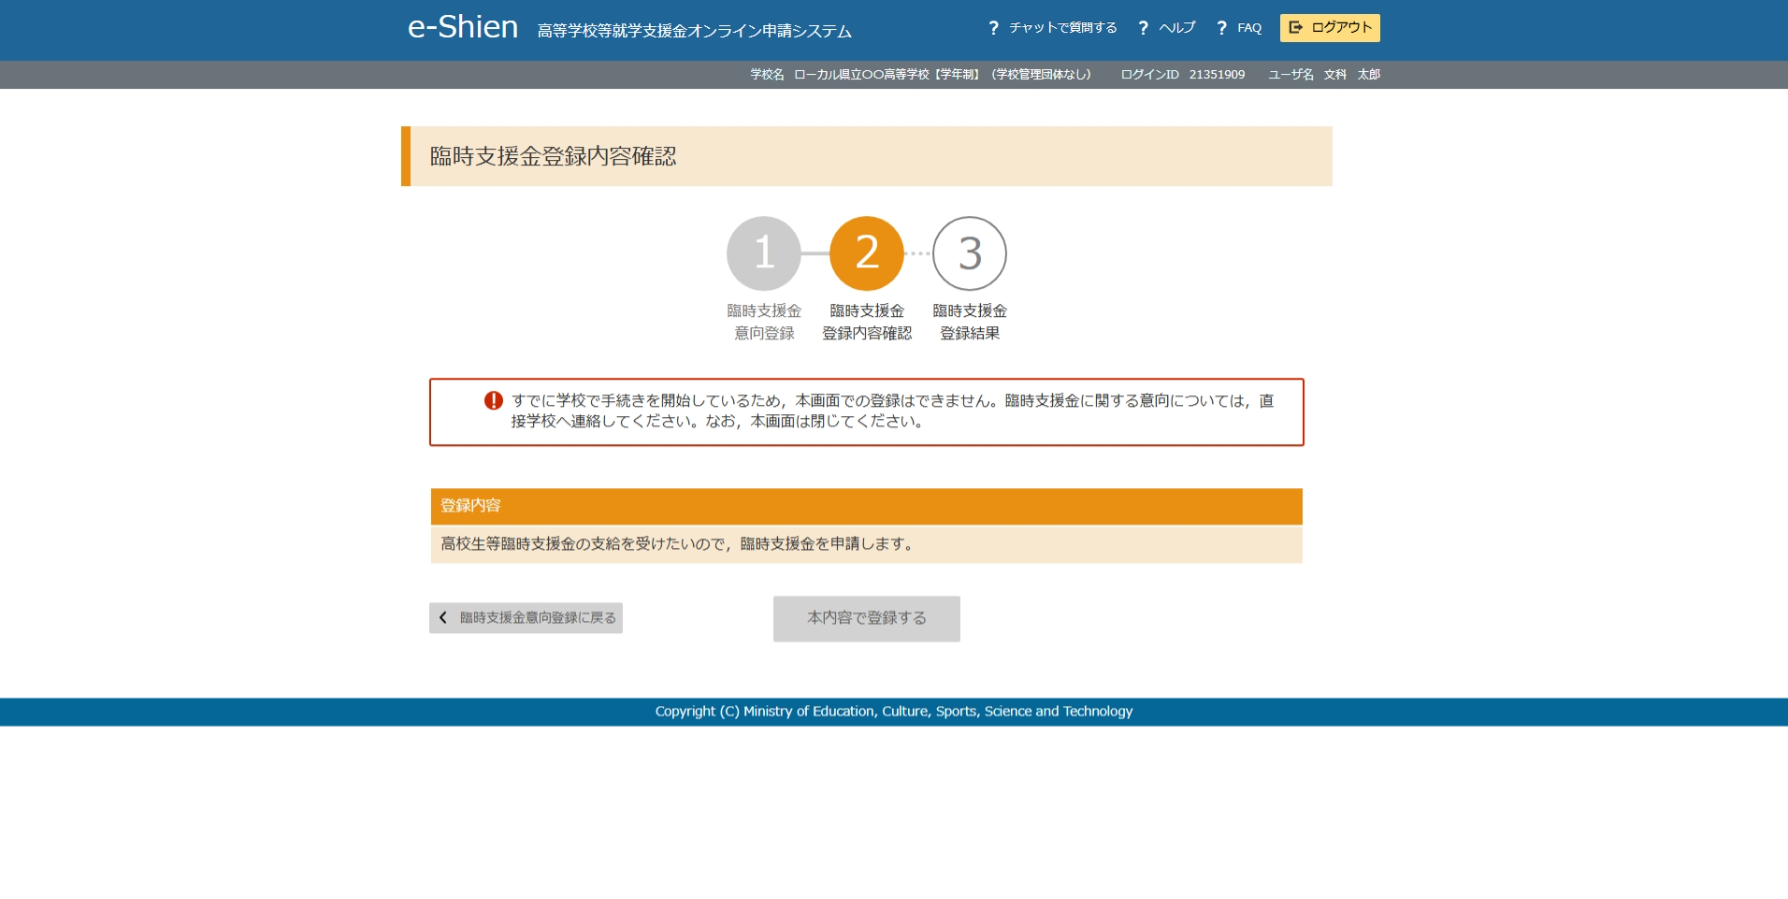 e-Shien 高等学校等就学支援金オンライン申請システム ? チャットで質問する ? ヘルプ ? FAQ ログアウト
学校名 ローカル県立〇〇高等学校【学年制】（学校管理団体なし） ログインID 21351909 ユーザ名 文科 太郎
臨時支援金登録内容確認
1 2 3
臨時支援金 臨時支援金 臨時支援金
意向登録 登録内容確認 登録結果
すでに学校で手続きを開始しているため，本画面での登録はできません。臨時支援金に関する意向については，直
接学校へ連絡してください。なお，本画面は閉じてください。
登録内容
高校生等臨時支援金の支給を受けたいので，臨時支援金を申請します。
臨時支援金意向登録に戻る 本内容で登録する
Copyright (C) Ministry of Education, Culture, Sports, Science and Technology